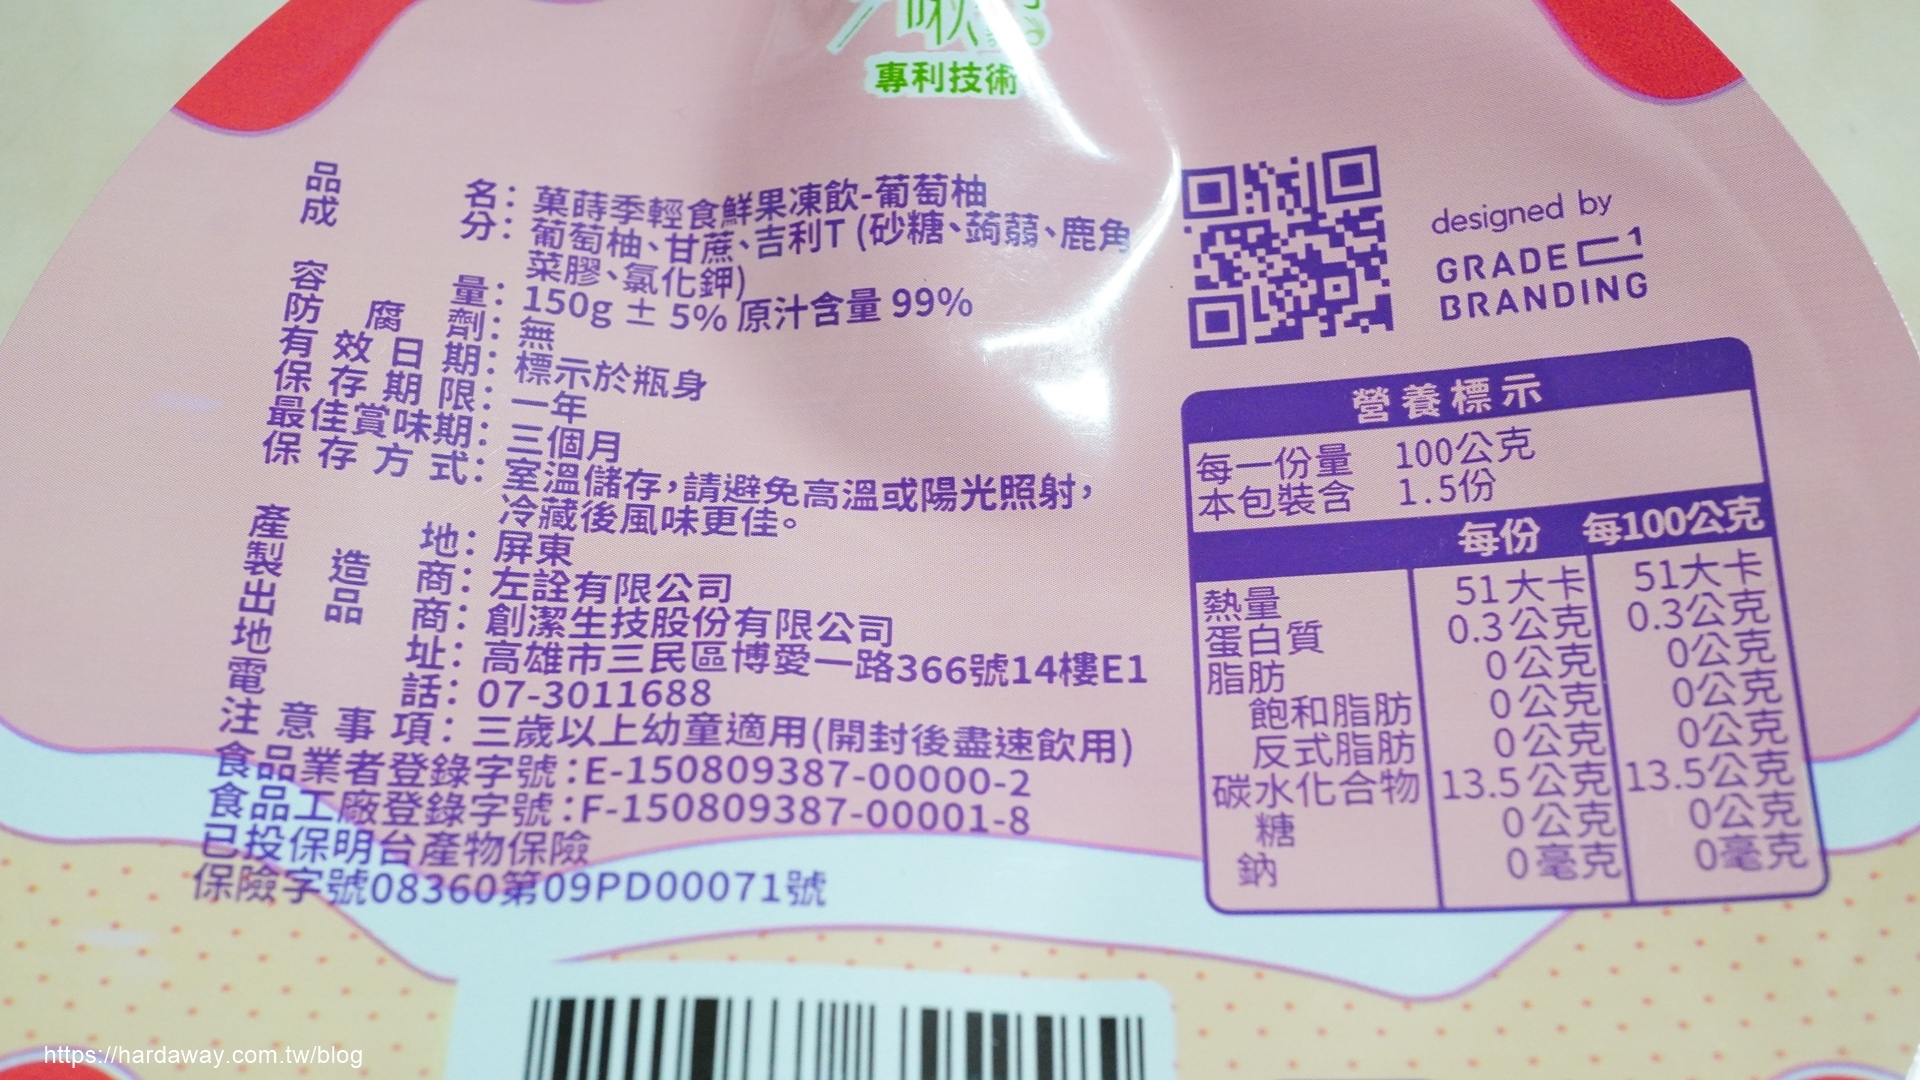 專利技術
品名：菓蒔季輕食鮮果凍飲-葡萄柚
成分：葡萄柚、甘蔗、吉利T (砂糖、蒟蒻、鹿角
菜膠、氯化鉀)
容量：150g ± 5% 原汁含量 99%
防腐劑：無
有效日期：標示於瓶身
保存期限：一年
最佳賞味期：三個月
保存方式：室溫儲存，請避免高溫或陽光照射，
冷藏後風味更佳。
產地：屏東
製造商：左詮有限公司
出品商：創潔生技股份有限公司
地址：高雄市三民區博愛一路366號14樓E1
電話：07-3011688
注意事項：三歲以上幼童適用(開封後盡速飲用)
食品業者登錄字號：E-150809387-00000-2
食品工廠登錄字號：F-150809387-00001-8
已投保明台產物保險
保險字號08360第09PD00071號
designed by
GRADE 1
BRANDING
營養標示
每一份量 100公克
本包裝含 1.5份
每份 每100公克
熱量 51大卡 51大卡
蛋白質 0.3公克 0.3公克
脂肪 0公克 0公克
飽和脂肪 0公克 0公克
反式脂肪 0公克 0公克
碳水化合物 13.5公克 13.5公克
糖 0公克 0公克
鈉 0毫克 0毫克
https://hardaway.com.tw/blog